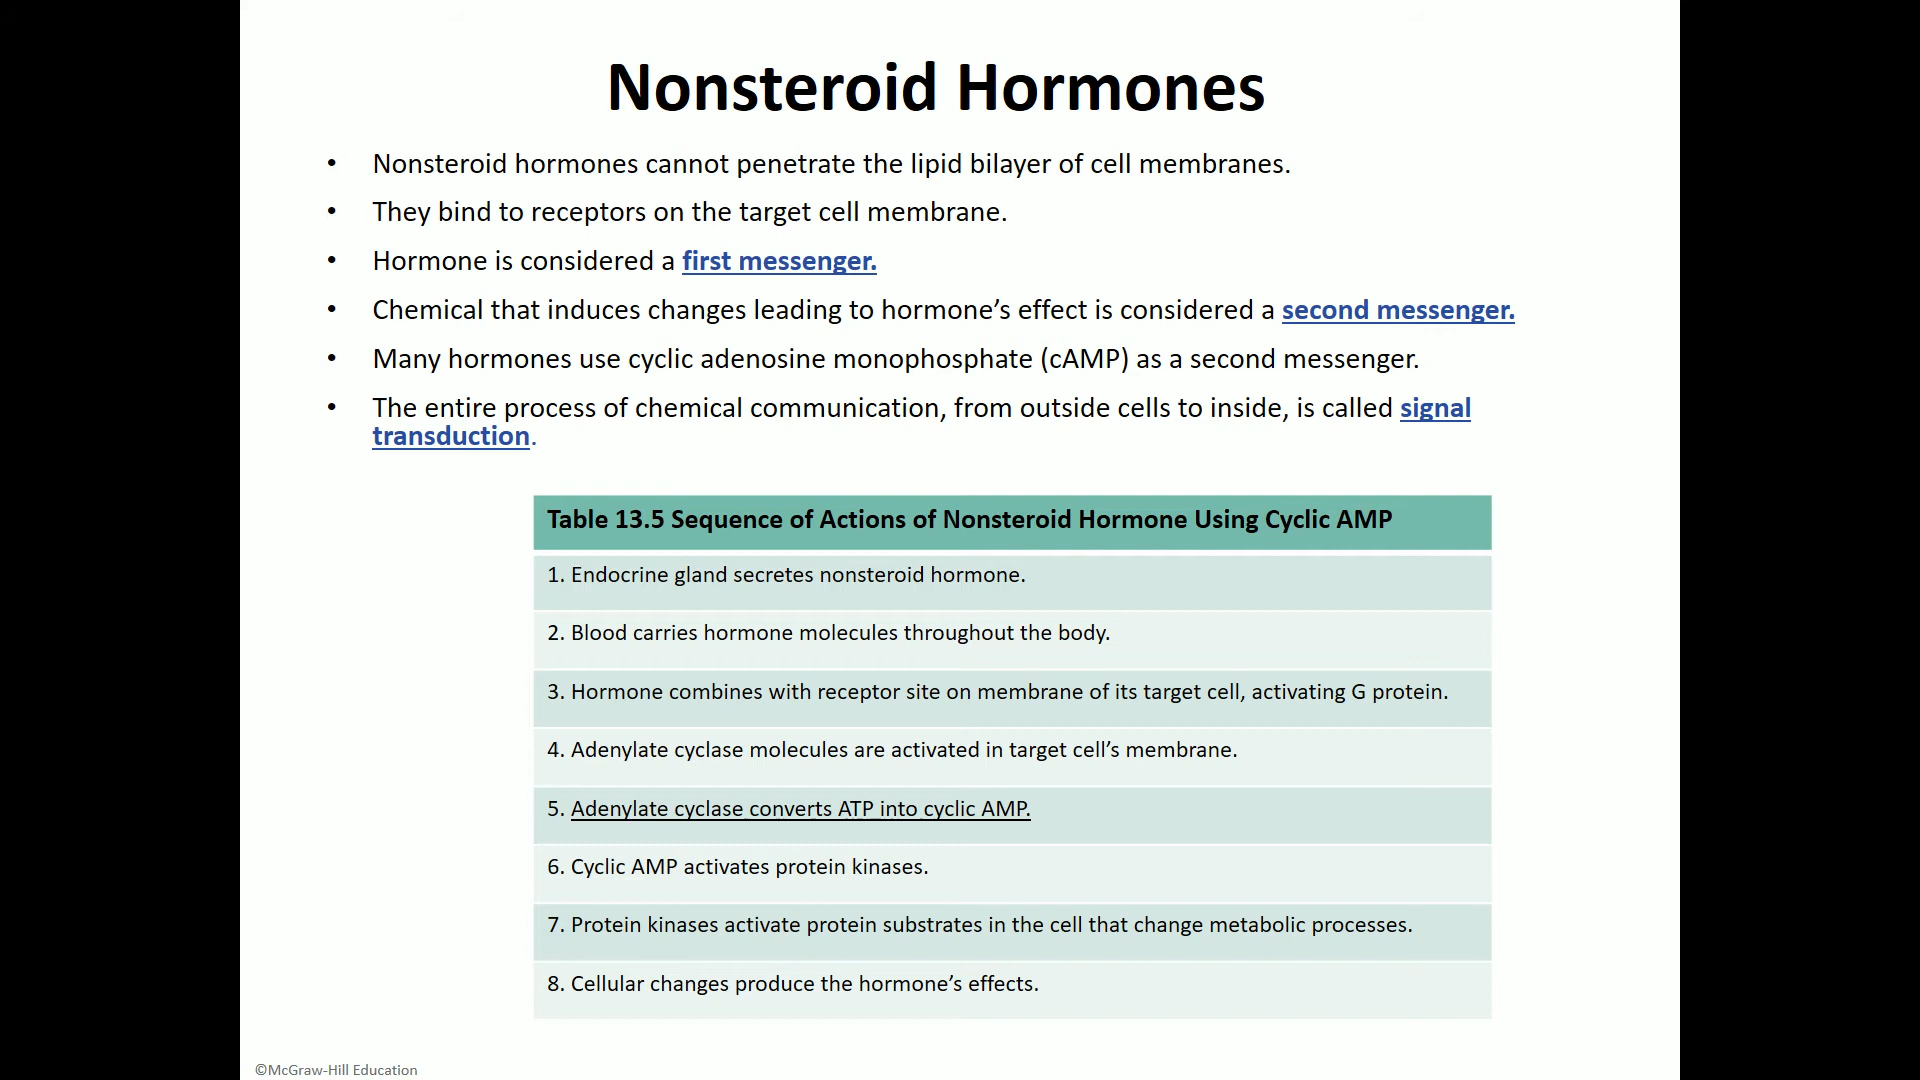 Nonsteroid Hormones
• Nonsteroid hormones cannot penetrate the lipid bilayer of cell membranes.
• They bind to receptors on the target cell membrane.
• Hormone is considered a first messenger.
• Chemical that induces changes leading to hormone’s effect is considered a second messenger.
• Many hormones use cyclic adenosine monophosphate (cAMP) as a second messenger.
• The entire process of chemical communication, from outside cells to inside, is called signal
transduction.
Table 13.5 Sequence of Actions of Nonsteroid Hormone Using Cyclic AMP
1. Endocrine gland secretes nonsteroid hormone.
2. Blood carries hormone molecules throughout the body.
3. Hormone combines with receptor site on membrane of its target cell, activating G protein.
4. Adenylate cyclase molecules are activated in target cell’s membrane.
5. Adenylate cyclase converts ATP into cyclic AMP.
6. Cyclic AMP activates protein kinases.
7. Protein kinases activate protein substrates in the cell that change metabolic processes.
8. Cellular changes produce the hormone’s effects.
©McGraw-Hill Education